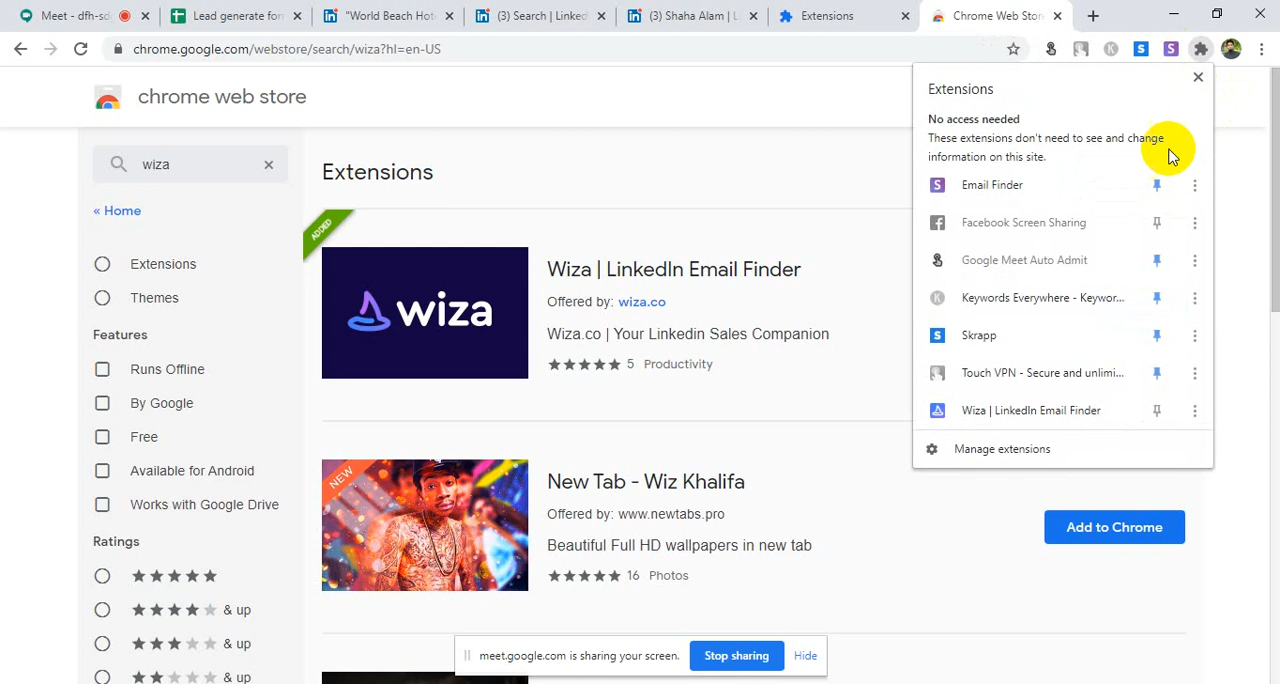 Meet - dfh-sd
Lead generate for
"World Beach Hot
(3) Search | Linked
(3) Shaha Alam | L
Extensions
Chrome Web Stor
chrome.google.com/webstore/search/wiza?hl=en-US
chrome web store
wiza
« Home
Extensions
Themes
Features
Runs Offline
By Google
Free
Available for Android
Works with Google Drive
Ratings
& up
& up
& up
Extensions
ADDED
wiza
Wiza | LinkedIn Email Finder
Offered by: wiza.co
Wiza.co | Your Linkedin Sales Companion
5 Productivity
NEW
New Tab - Wiz Khalifa
Offered by: www.newtabs.pro
Beautiful Full HD wallpapers in new tab
16 Photos
Add to Chrome
Extensions
No access needed
These extensions don't need to see and change
information on this site.
Email Finder
Facebook Screen Sharing
Google Meet Auto Admit
Keywords Everywhere - Keywor...
Skrapp
Touch VPN - Secure and unlimi...
Wiza | LinkedIn Email Finder
Manage extensions
meet.google.com is sharing your screen.
Stop sharing
Hide